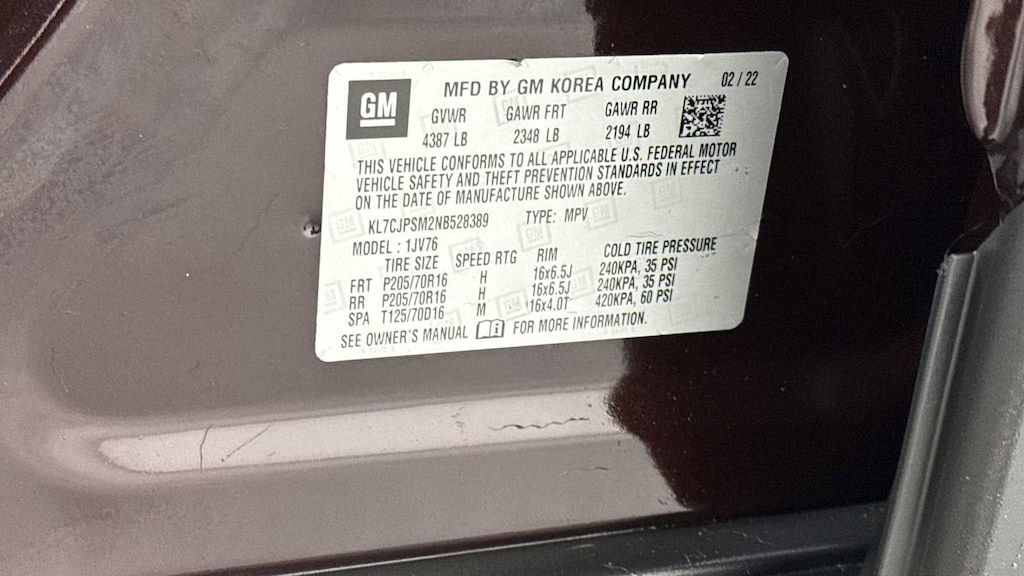 GM
MFD BY GM KOREA COMPANY 02 / 22
GVWR GAWR FRT GAWR RR
4387 LB 2348 LB 2194 LB
THIS VEHICLE CONFORMS TO ALL APPLICABLE U.S. FEDERAL MOTOR
VEHICLE SAFETY AND THEFT PREVENTION STANDARDS IN EFFECT
ON THE DATE OF MANUFACTURE SHOWN ABOVE.
KL7CJPSM2NB528389 TYPE: MPV
MODEL : 1JV76
TIRE SIZE SPEED RTG RIM COLD TIRE PRESSURE
FRT P205/70R16 H 16x6.5J 240KPA, 35 PSI
RR P205/70R16 H 16x6.5J 240KPA, 35 PSI
SPA T125/70D16 M 16x4.0T 420KPA, 60 PSI
SEE OWNER'S MANUAL FOR MORE INFORMATION.